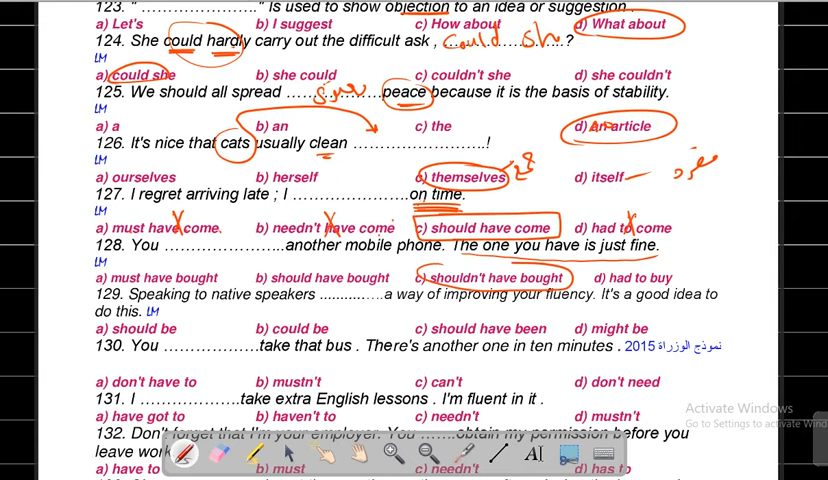 123. "……………………" Is used to show objection to an idea or suggestion .
a) Let's b) I suggest c) How about d) What about
124. She could hardly carry out the difficult ask , could she ?
LM
a) could she b) she could c) couldn't she d) she couldn't
125. We should all spread ………………peace because it is the basis of stability.
LM
a) a b) an c) the article
126. It's nice that cats usually clean …………………….!
LM
a) ourselves b) herself c) themselves جمع d) itself مفرد
127. I regret arriving late ; I ………………….on time.
LM
a) must have come. b) needn't have come c) should have come d) had to come
128. You …………………….another mobile phone. The one you have is just fine.
LM
a) must have bought b) should have bought c) shouldn't have bought d) had to buy
129. Speaking to native speakers ..........…..a way of improving your fluency. It's a good idea to
do this. LM
a) should be b) could be c) should have been d) might be
130. You ………………take that bus . There's another one in ten minutes . نموذج الوزراة 2015
a) don't have to b) mustn't c) can't d) don't need
131. I ………………take extra English lessons . I'm fluent in it .
a) have got to b) haven't to c) needn't d) mustn't
132. Don't forget that I'm your employer. You …….obtain my permission before you
leave
a) have to b) must c) needn't d) has to
Activate Windows
Go to Settings to activate Wind